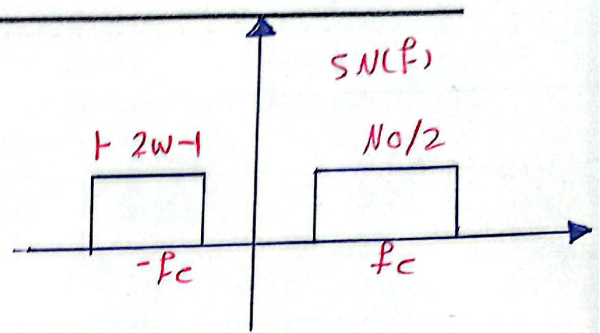 SN(f)
⊢ 2w⊣
N0/2
-fc
fc